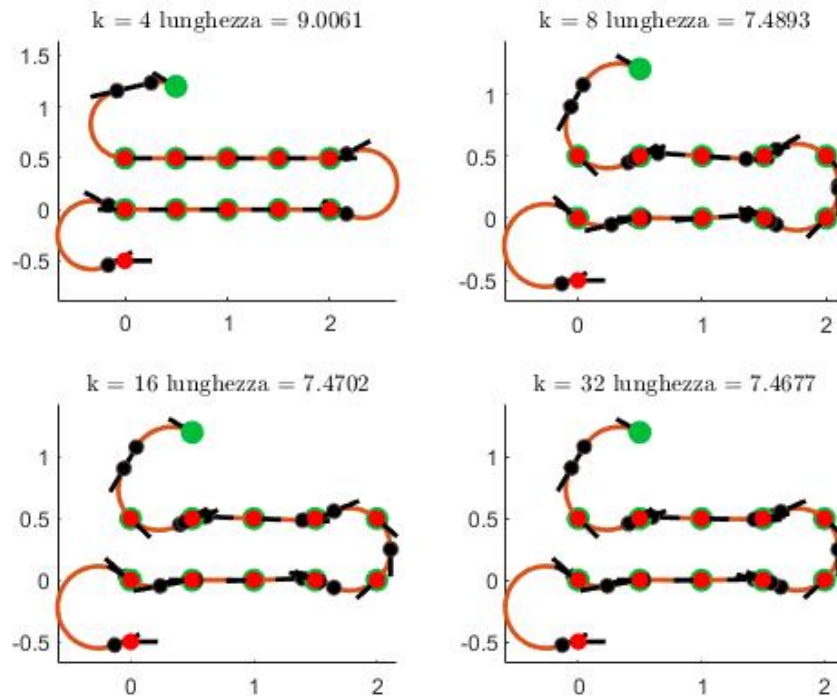 k = 4 lunghezza = 9.0061
1.5
1
0.5
0
-0.5
0 1 2
k = 8 lunghezza = 7.4893
1
0.5
0
-0.5
0 1 2
k = 16 lunghezza = 7.4702
1
0.5
0
-0.5
0 1 2
k = 32 lunghezza = 7.4677
1
0.5
0
-0.5
0 1 2